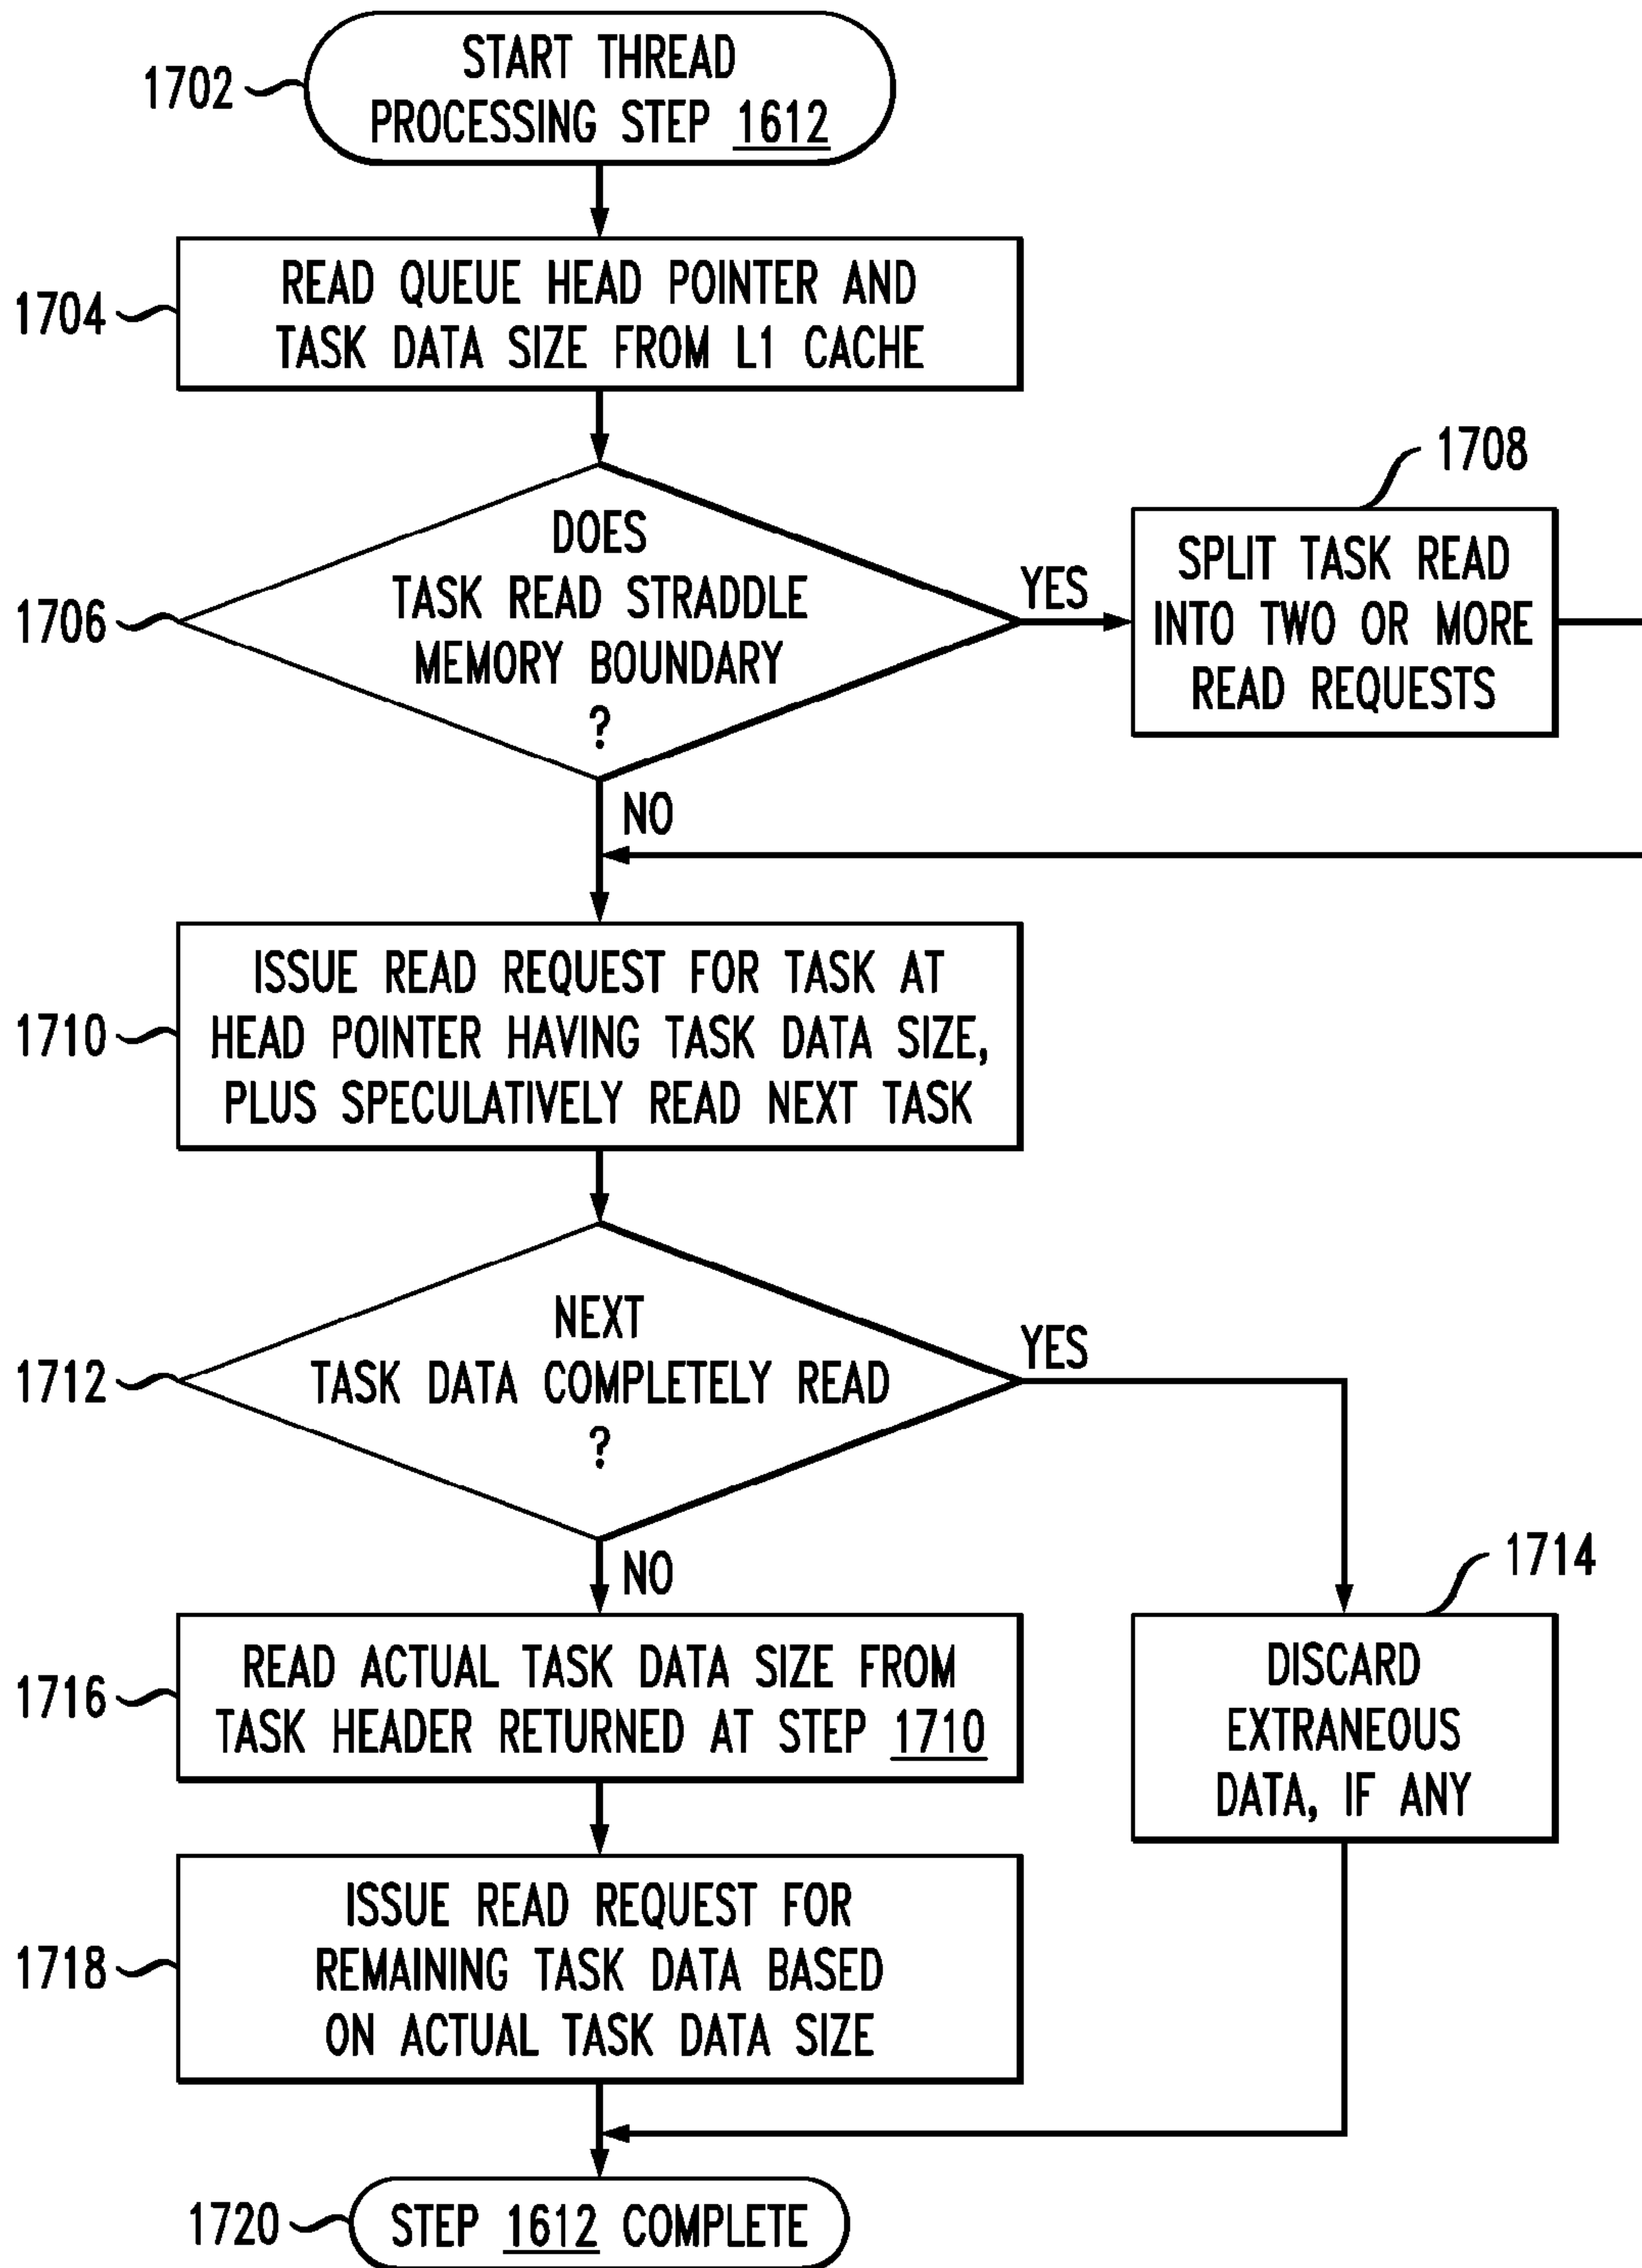 1702
START THREAD
PROCESSING STEP 1612
1704
READ QUEUE HEAD POINTER AND
TASK DATA SIZE FROM L1 CACHE
1706
DOES
TASK READ STRADDLE
MEMORY BOUNDARY
?
YES
1708
SPLIT TASK READ
INTO TWO OR MORE
READ REQUESTS
NO
1710
ISSUE READ REQUEST FOR TASK AT
HEAD POINTER HAVING TASK DATA SIZE,
PLUS SPECULATIVELY READ NEXT TASK
1712
NEXT
TASK DATA COMPLETELY READ
?
YES
1714
DISCARD
EXTRANEOUS
DATA, IF ANY
NO
1716
READ ACTUAL TASK DATA SIZE FROM
TASK HEADER RETURNED AT STEP 1710
1718
ISSUE READ REQUEST FOR
REMAINING TASK DATA BASED
ON ACTUAL TASK DATA SIZE
1720
STEP 1612 COMPLETE